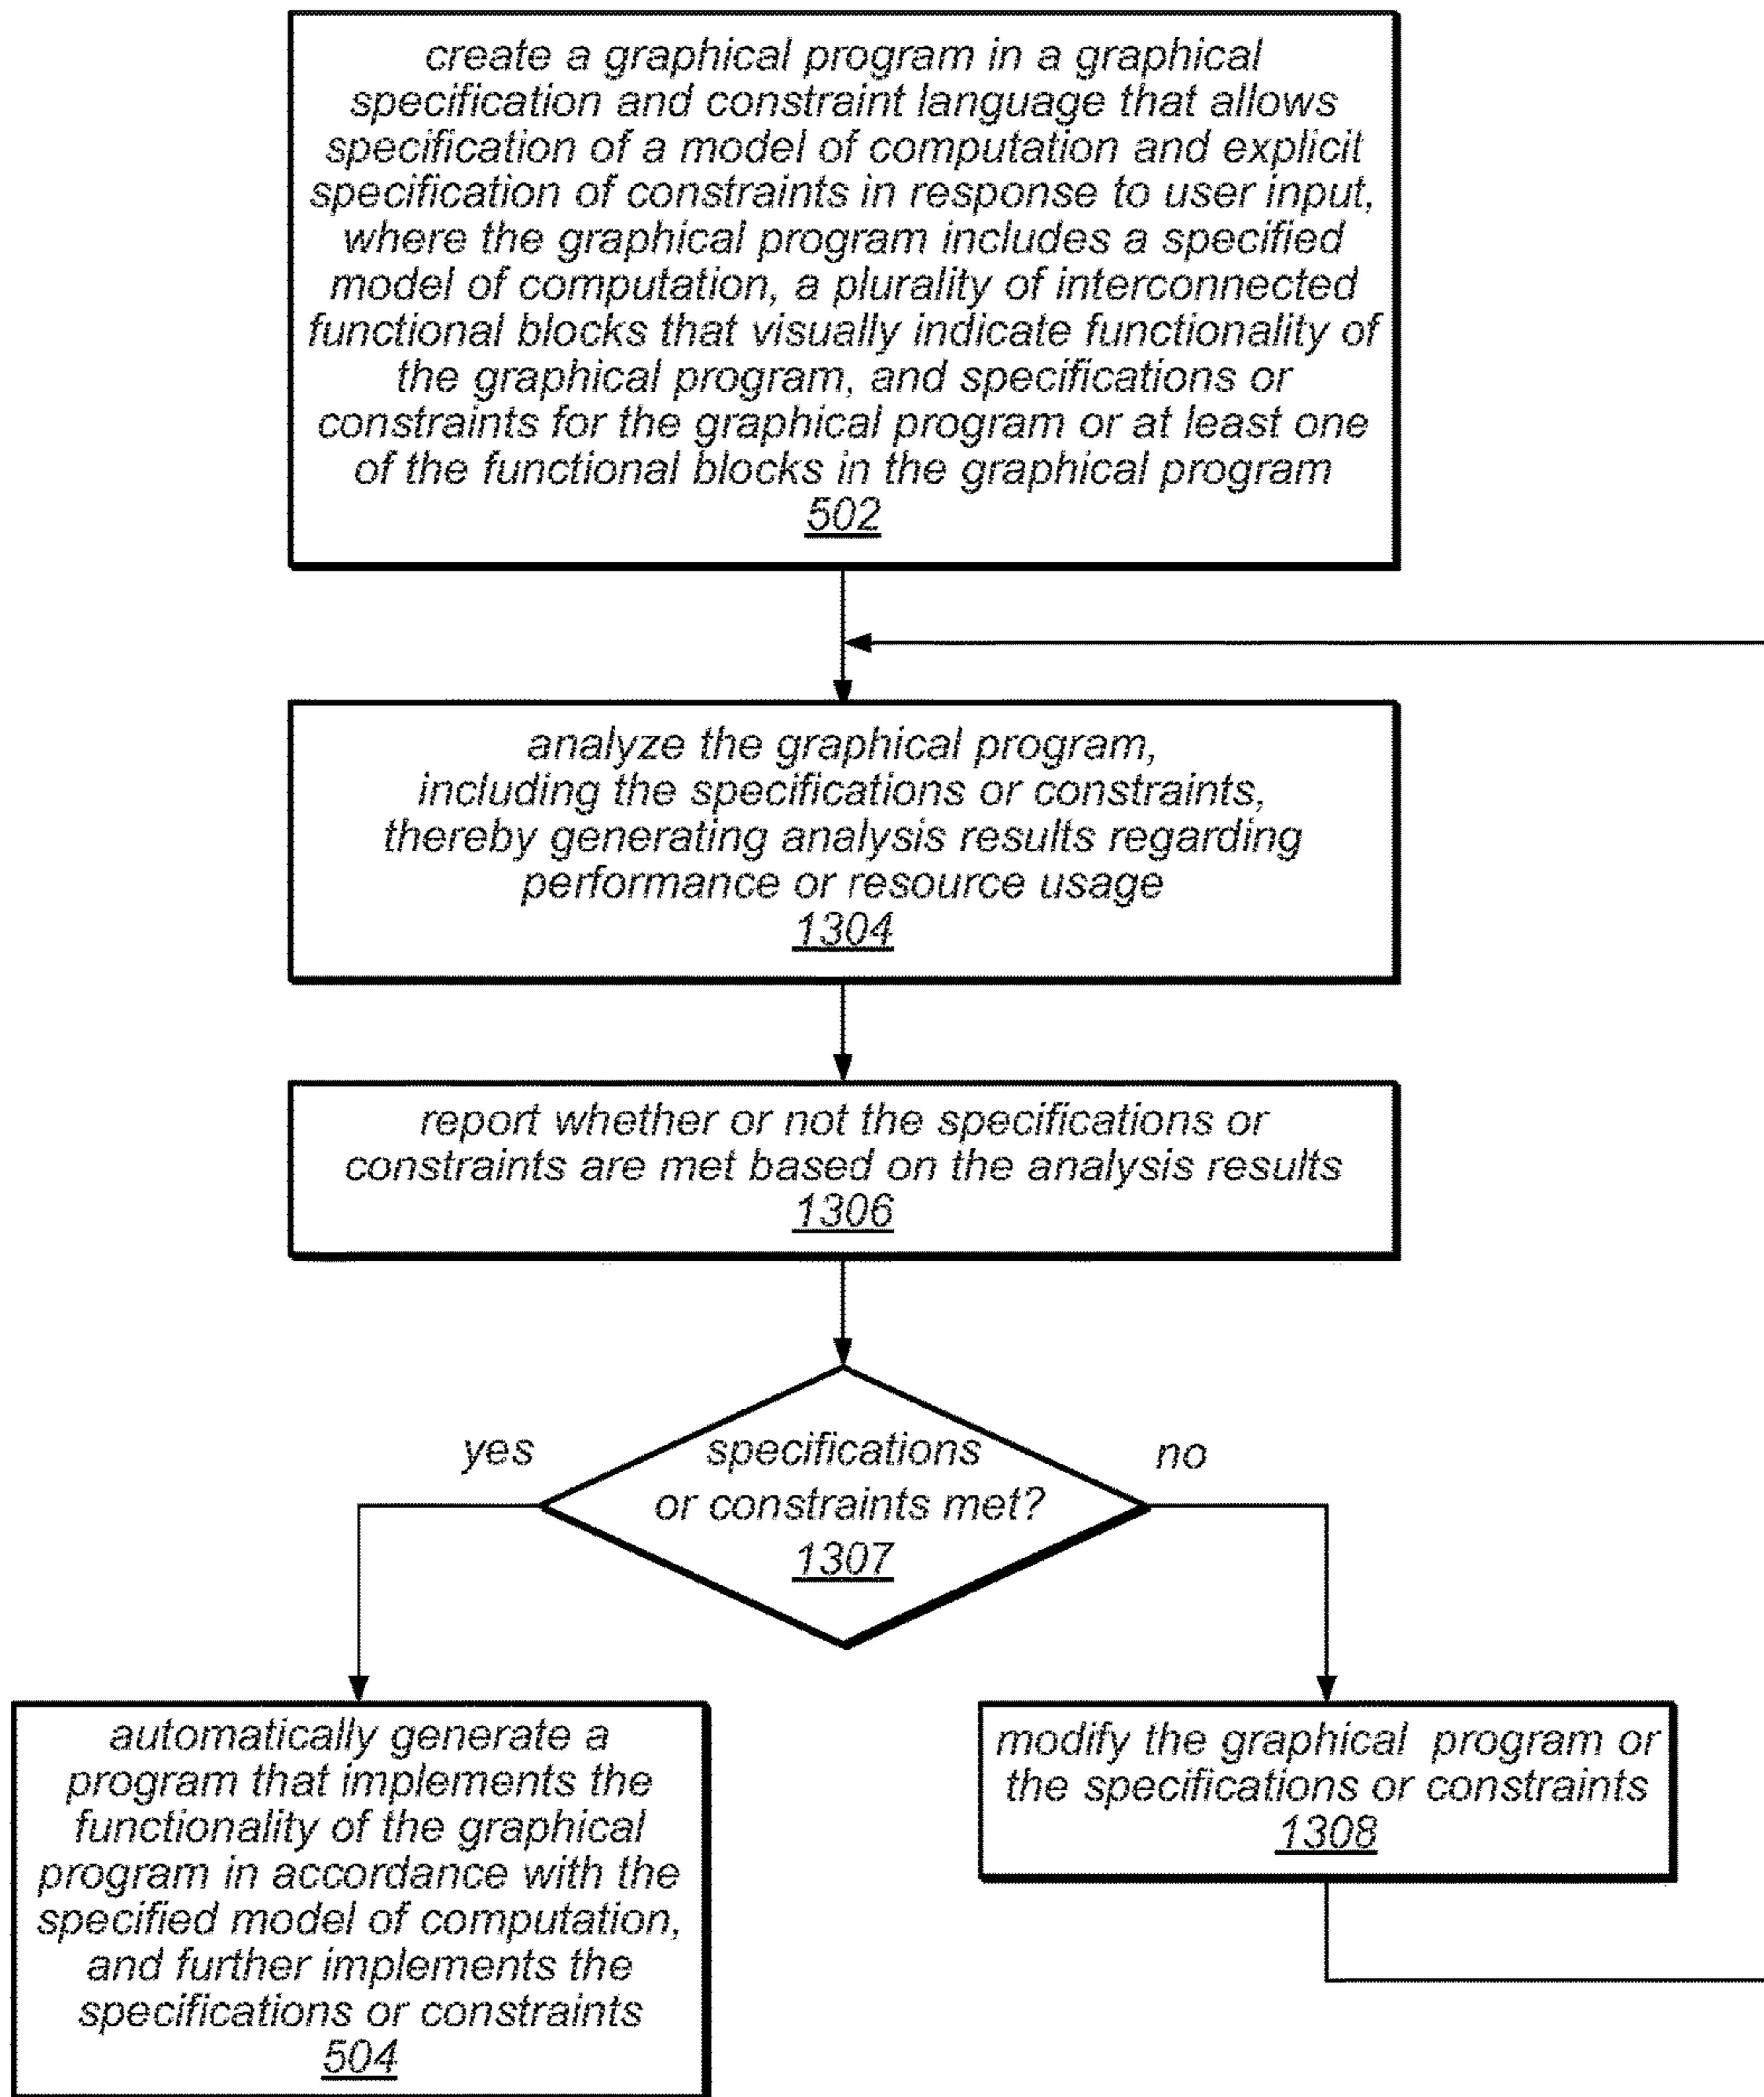 create a graphical program in a graphical
specification and constraint language that allows
specification of a model of computation and explicit
specification of constraints in response to user input,
where the graphical program includes a specified
model of computation, a plurality of interconnected
functional blocks that visually indicate functionality of
the graphical program, and specifications or
constraints for the graphical program or at least one
of the functional blocks in the graphical program
502
analyze the graphical program,
including the specifications or constraints,
thereby generating analysis results regarding
performance or resource usage
1304
report whether or not the specifications or
constraints are met based on the analysis results
1306
yes
specifications
or constraints met?
1307
no
automatically generate a
program that implements the
functionality of the graphical
program in accordance with the
specified model of computation,
and further implements the
specifications or constraints
504
modify the graphical program or
the specifications or constraints
1308